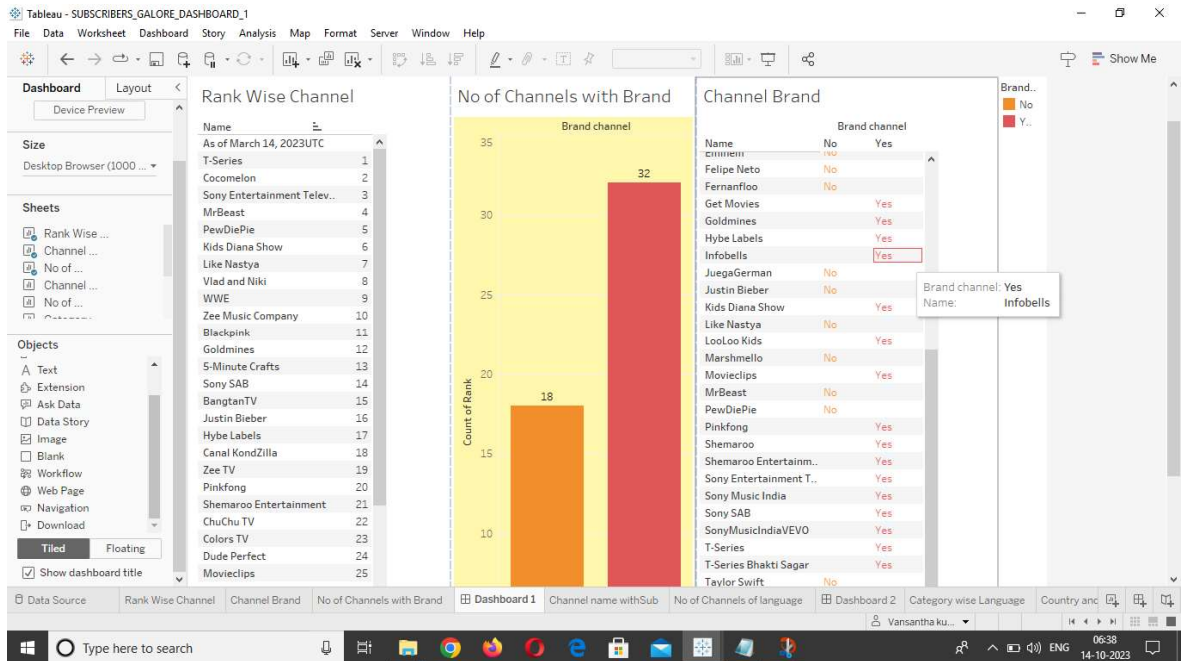 Tableau - SUBSCRIBERS_GALORE_DASHBOARD_1
File Data Worksheet Dashboard Story Analysis Map Format Server Window Help
Show Me
Dashboard Layout
Device Preview
Size
Desktop Browser (1000 ...
Sheets
Rank Wise ...
Channel ...
No of ...
Channel ...
No of ...
Objects
Text
Extension
Ask Data
Data Story
Image
Blank
Workflow
Web Page
Navigation
Download
Tiled Floating
Show dashboard title
Rank Wise Channel
Name
As of March 14, 2023UTC
T-Series 1
Cocomelon 2
Sony Entertainment Telev.. 3
MrBeast 4
PewDiePie 5
Kids Diana Show 6
Like Nastya 7
Vlad and Niki 8
WWE 9
Zee Music Company 10
Blackpink 11
Goldmines 12
5-Minute Crafts 13
Sony SAB 14
BangtanTV 15
Justin Bieber 16
Hybe Labels 17
Canal KondZilla 18
Zee TV 19
Pinkfong 20
Shemaroo Entertainment 21
ChuChu TV 22
Colors TV 23
Dude Perfect 24
Movieclips 25
No of Channels with Brand
Brand channel
35
32
30
25
20
18
15
10
Count of Rank
Channel Brand
Brand channel
Name No Yes
Eminem No
Felipe Neto No
Fernanfloo No
Get Movies Yes
Goldmines Yes
Hybe Labels Yes
Infobells Yes
JuegaGerman No
Justin Bieber No
Kids Diana Show Yes
Like Nastya No
LooLoo Kids Yes
Marshmello No
Movieclips Yes
MrBeast No
PewDiePie No
Pinkfong Yes
Shemaroo Yes
Shemaroo Entertainm.. Yes
Sony Entertainment T.. Yes
Sony Music India Yes
Sony SAB Yes
SonyMusicIndiaVEVO Yes
T-Series Yes
T-Series Bhakti Sagar Yes
Taylor Swift No
Brand channel: Yes
Name: Infobells
Brand..
No
Y..
Data Source Rank Wise Channel Channel Brand No of Channels with Brand Dashboard 1 Channel name withSub No of Channels of language Dashboard 2 Category wise Language Country and
Vansantha ku...
Type here to search
ENG
06:38
14-10-2023